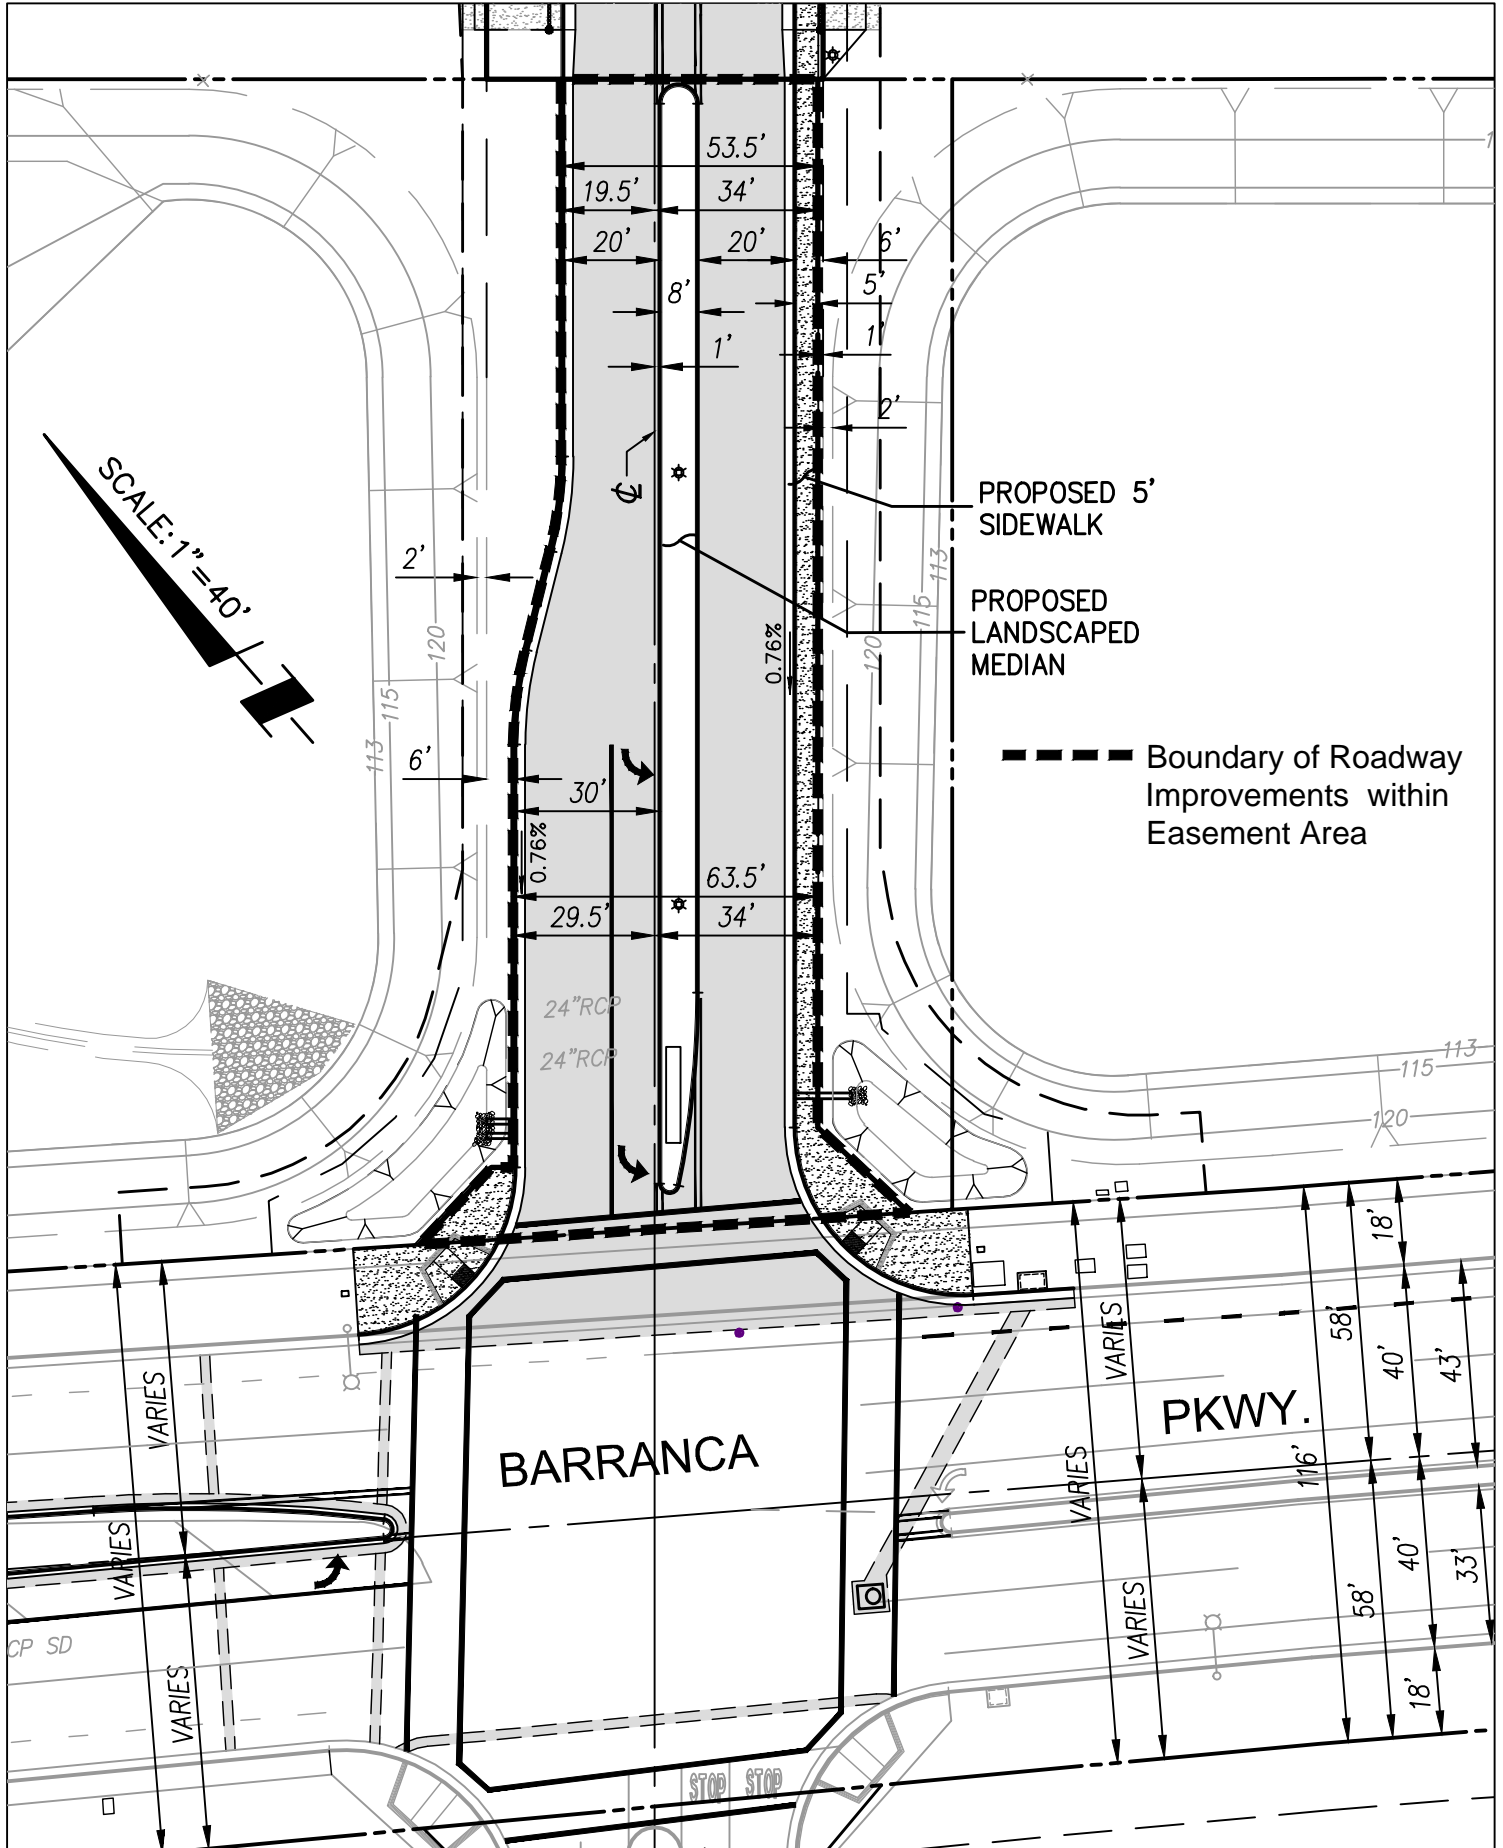 53.5'
19.5' 34'
20' 20' 6'
8' 5'
1' 1'
2'
℄
SCALE: 1"=40'
PROPOSED 5'
SIDEWALK
PROPOSED
LANDSCAPED
MEDIAN
2'
120
115
113
113
115
120
0.76%
6'
30'
0.76%
63.5'
29.5' 34'
Boundary of Roadway
Improvements within
Easement Area
24"RCP
24"RCP
113
115
120
18'
58'
40'
43'
VARIES
VARIES
BARRANCA
PKWY.
VARIES
116'
VARIES
VARIES
40'
33'
58'
18'
VARIES
CP SD
VARIES
STOP STOP